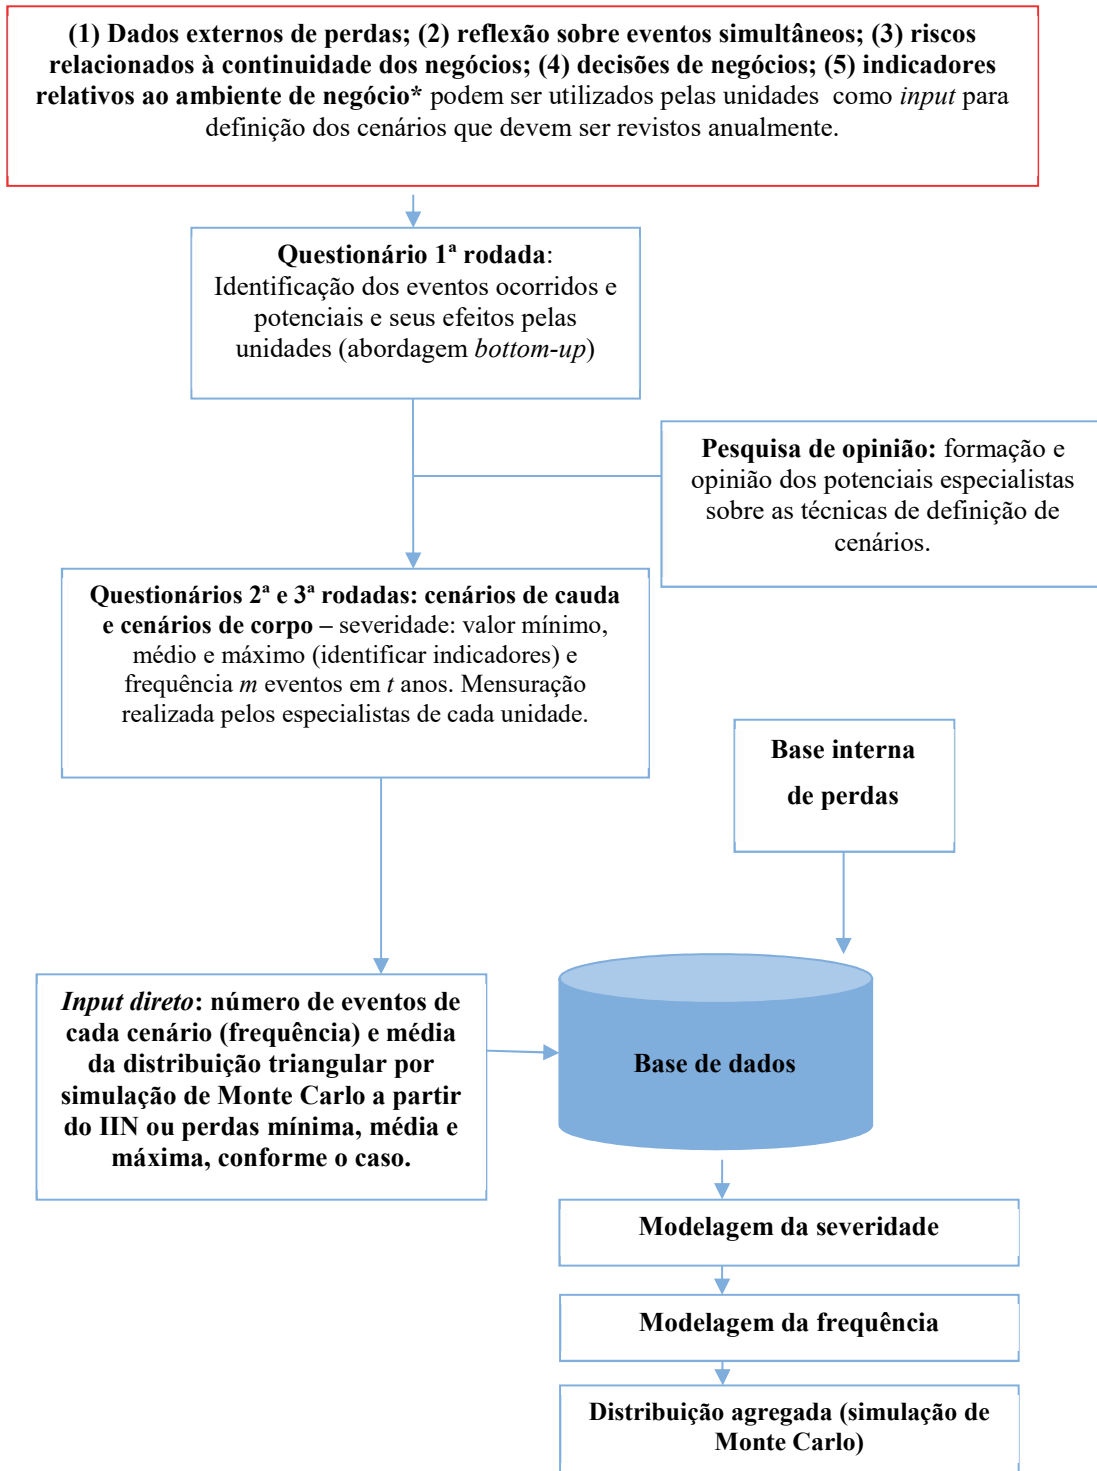 (1) Dados externos de perdas; (2) reflexão sobre eventos simultâneos; (3) riscos
relacionados à continuidade dos negócios; (4) decisões de negócios; (5) indicadores
relativos ao ambiente de negócio* podem ser utilizados pelas unidades como input para
definição dos cenários que devem ser revistos anualmente.
Questionário 1ª rodada:
Identificação dos eventos ocorridos e
potenciais e seus efeitos pelas
unidades (abordagem bottom-up)
Pesquisa de opinião: formação e
opinião dos potenciais especialistas
sobre as técnicas de definição de
cenários.
Questionários 2ª e 3ª rodadas: cenários de cauda
e cenários de corpo – severidade: valor mínimo,
médio e máximo (identificar indicadores) e
frequência m eventos em t anos. Mensuração
realizada pelos especialistas de cada unidade.
Base interna
de perdas
Input direto: número de eventos de
cada cenário (frequência) e média
da distribuição triangular por
simulação de Monte Carlo a partir
do IIN ou perdas mínima, média e
máxima, conforme o caso.
Base de dados
Modelagem da severidade
Modelagem da frequência
Distribuição agregada (simulação de
Monte Carlo)